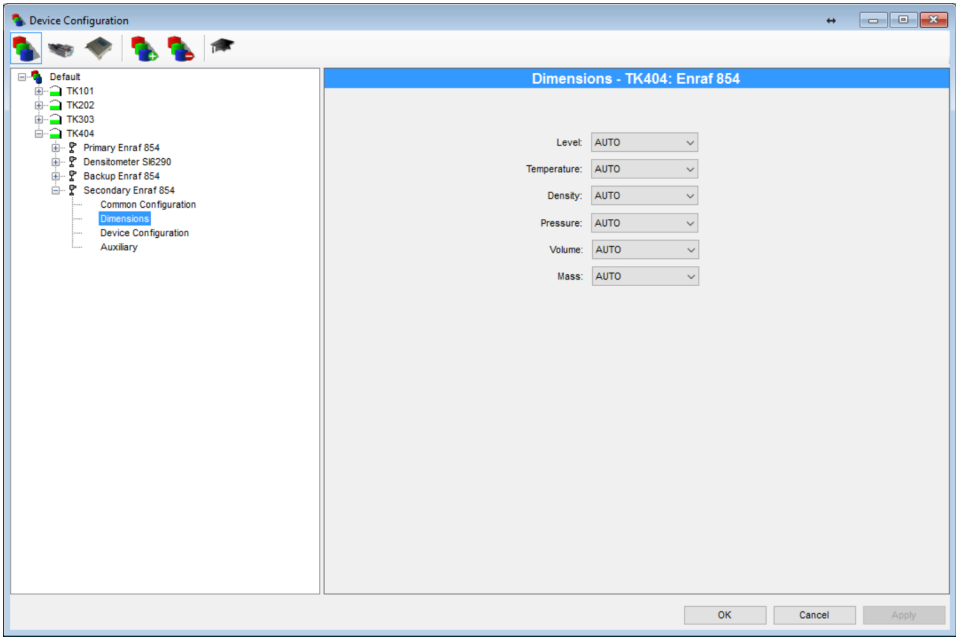 Device Configuration
Default
TK101
TK202
TK303
TK404
Primary Enraf 854
Densitometer SI6290
Backup Enraf 854
Secondary Enraf 854
Common Configuration
Dimensions
Device Configuration
Auxiliary
Dimensions - TK404: Enraf 854
Level: AUTO
Temperature: AUTO
Density: AUTO
Pressure: AUTO
Volume: AUTO
Mass: AUTO
OK Cancel Apply